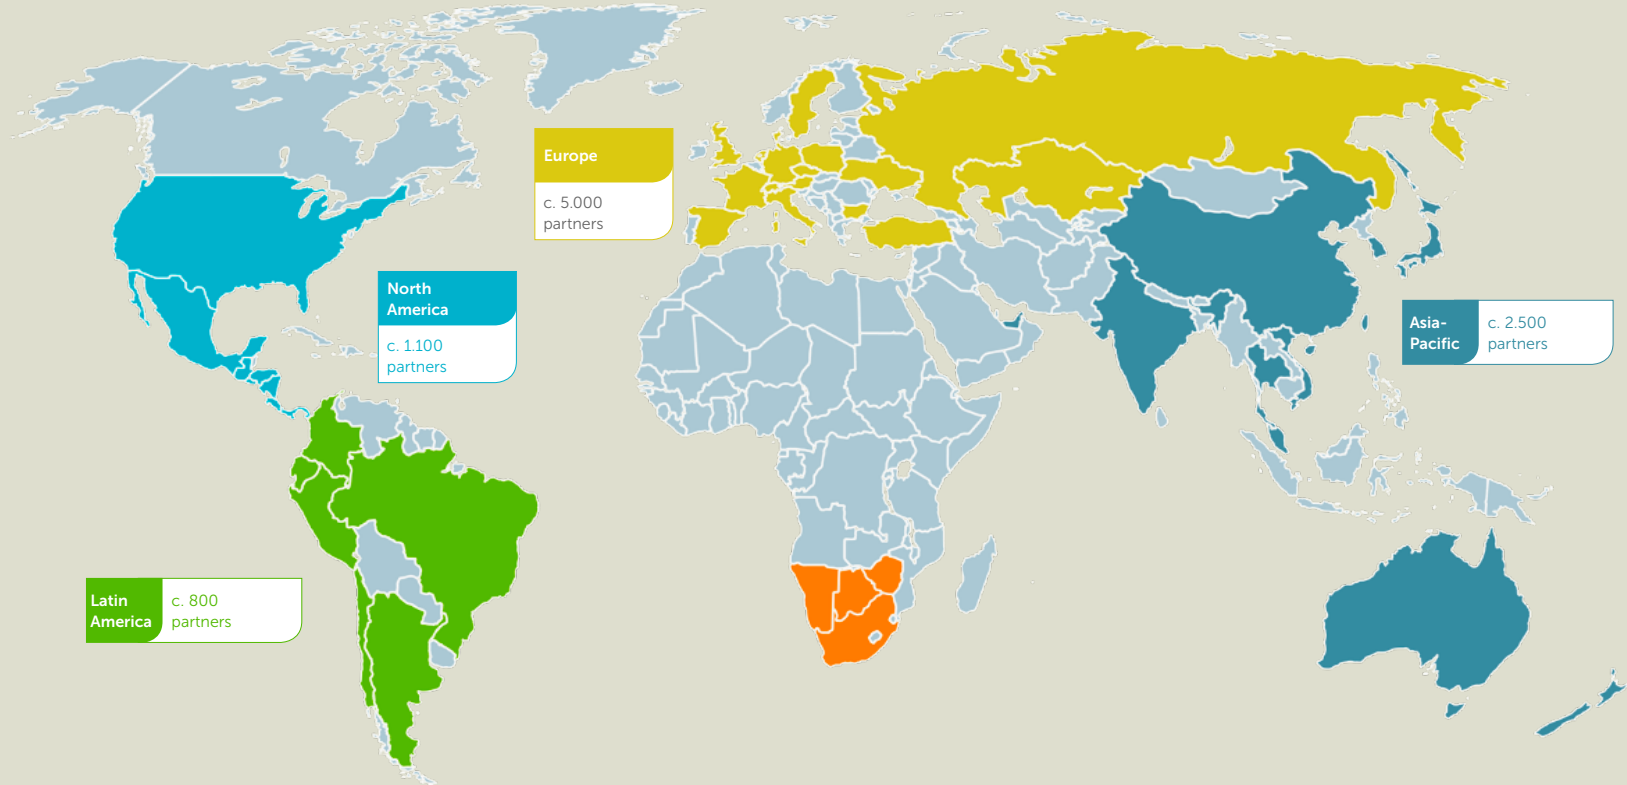 Europe
c. 5.000
partners
North
America
c. 1.100
partners
Asia-
Pacific
c. 2.500
partners
Latin
America
c. 800
partners